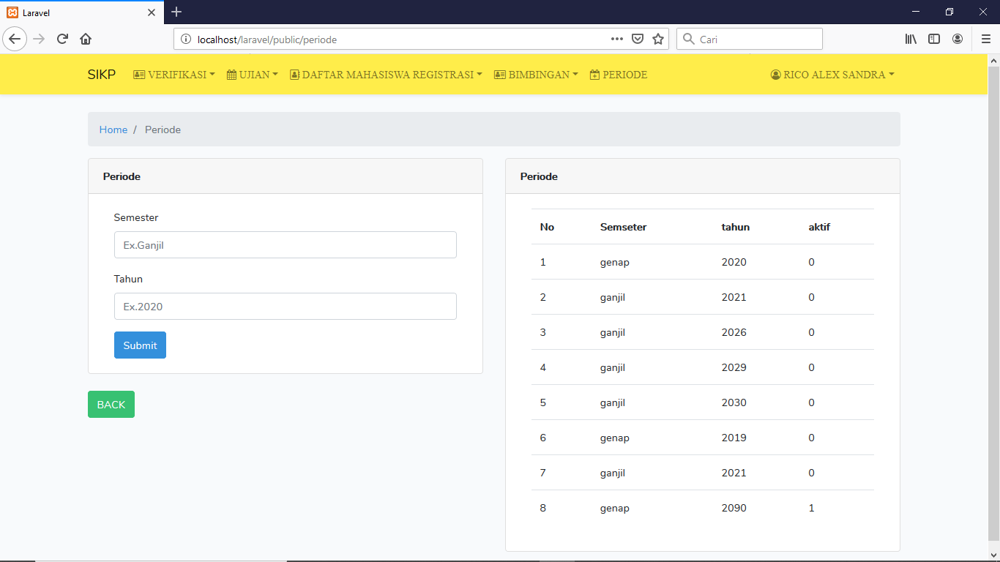 Laravel
localhost/laravel/public/periode
Cari
SIKP VERIFIKASI UJIAN DAFTAR MAHASISWA REGISTRASI BIMBINGAN PERIODE RICO ALEX SANDRA
Home / Periode
Periode
Semester
Ex.Ganjil
Tahun
Ex.2020
Submit
BACK
Periode
No Semseter tahun aktif
1 genap 2020 0
2 ganjil 2021 0
3 ganjil 2026 0
4 ganjil 2029 0
5 ganjil 2030 0
6 genap 2019 0
7 ganjil 2021 0
8 genap 2090 1